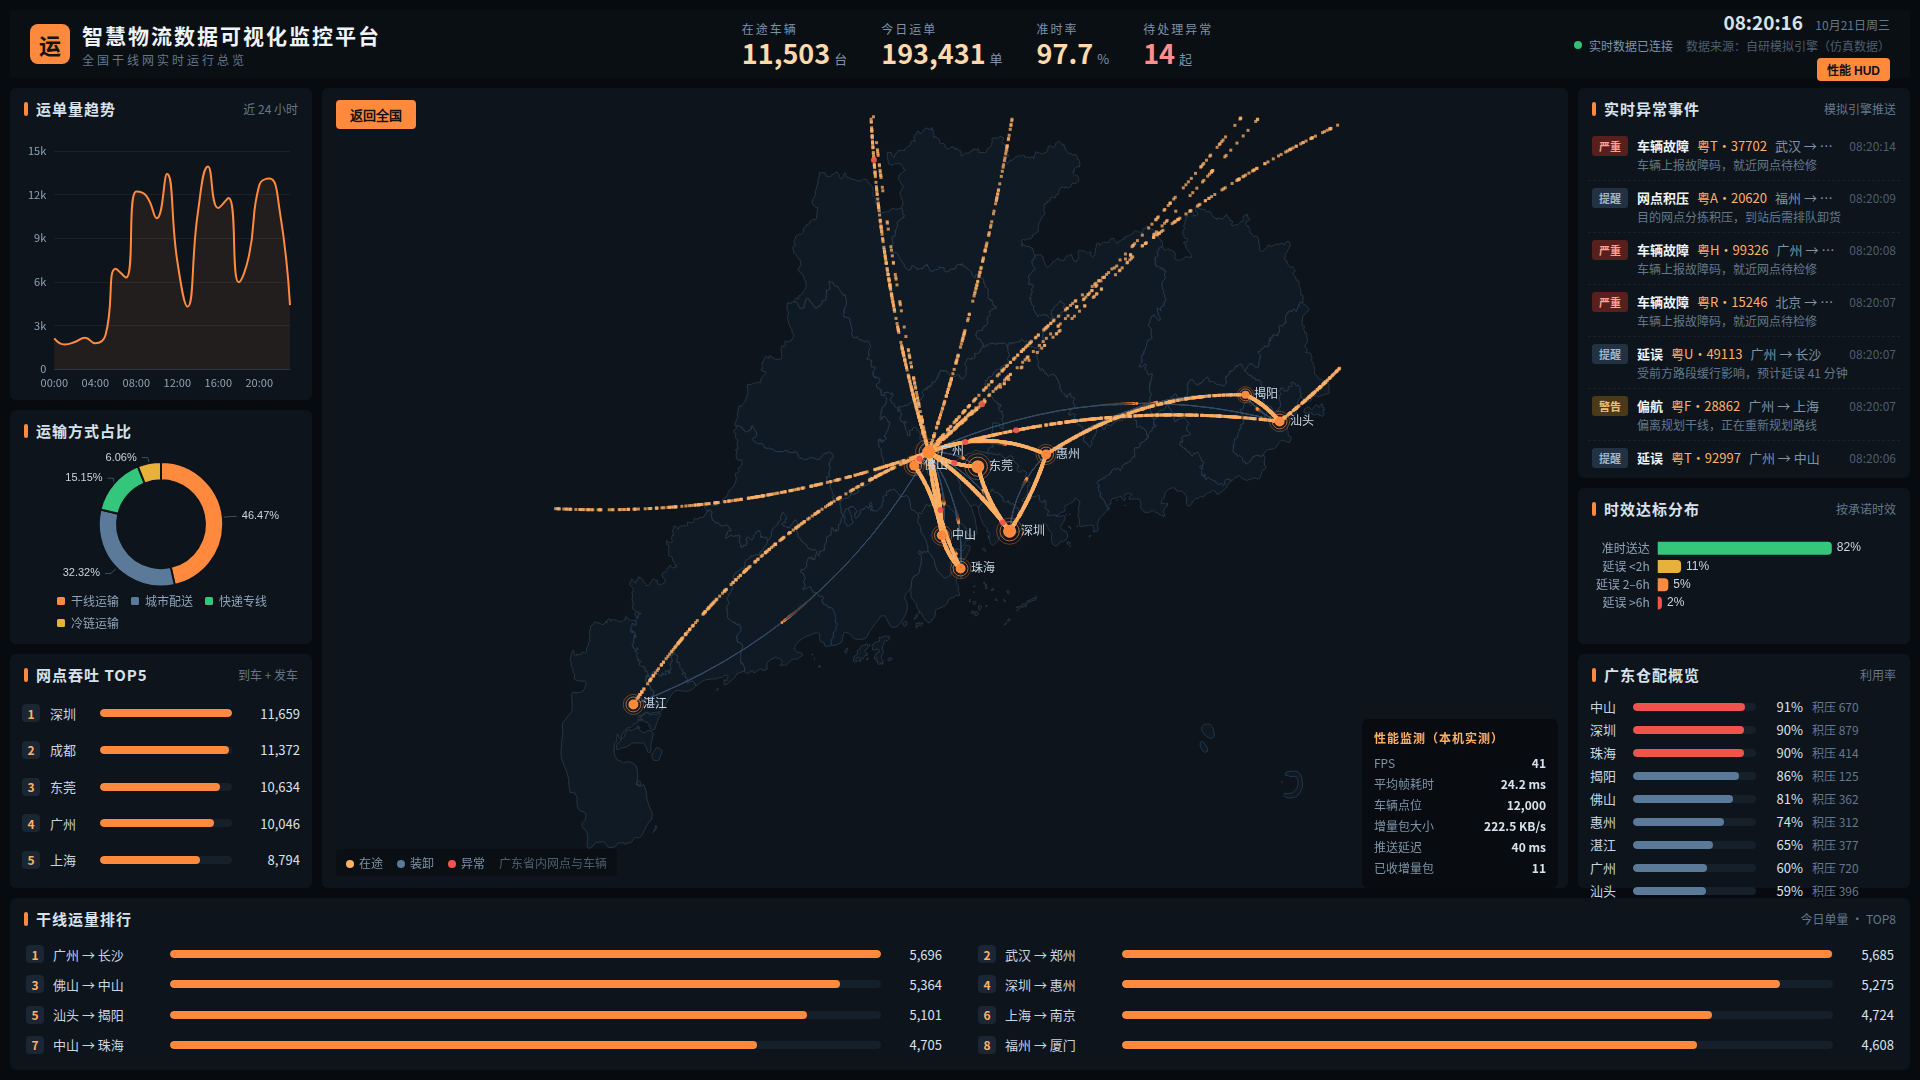 运
智慧物流数据可视化监控平台
全国干线网实时运行总览
在途车辆
11,503 台
今日运单
193,431 单
准时率
97.7 %
待处理异常
14 起
08:20:16 10月21日周三
实时数据已连接 数据来源：自研模拟引擎（仿真数据）
性能 HUD
运单量趋势 近 24 小时
15k
12k
9k
6k
3k
0
00:00 04:00 08:00 12:00 16:00 20:00
运输方式占比
6.06%
15.15%
46.47%
32.32%
干线运输 城市配送 快递专线
冷链运输
网点吞吐 TOP5 到车 + 发车
1 深圳 11,659
2 成都 11,372
3 东莞 10,634
4 广州 10,046
5 上海 8,794
返回全国
揭阳
汕头
州
佛山
东莞
惠州
中山
深圳
珠海
湛江
在途 装卸 异常 广东省内网点与车辆
性能监测（本机实测）
FPS 41
平均帧耗时 24.2 ms
车辆点位 12,000
增量包大小 222.5 KB/s
推送延迟 40 ms
已收增量包 11
实时异常事件 模拟引擎推送
严重 车辆故障 粤T·37702 武汉 → ··· 08:20:14
车辆上报故障码，就近网点待检修
提醒 网点积压 粤A·20620 福州 → ··· 08:20:09
目的网点分拣积压，到站后需排队卸货
严重 车辆故障 粤H·99326 广州 → ··· 08:20:08
车辆上报故障码，就近网点待检修
严重 车辆故障 粤R·15246 北京 → ··· 08:20:07
车辆上报故障码，就近网点待检修
提醒 延误 粤U·49113 广州 → 长沙 08:20:07
受前方路段缓行影响，预计延误 41 分钟
警告 偏航 粤F·28862 广州 → 上海 08:20:07
偏离规划干线，正在重新规划路线
提醒 延误 粤T·92997 广州 → 中山 08:20:06
时效达标分布 按承诺时效
准时送达 82%
延误 <2h 11%
延误 2–6h 5%
延误 >6h 2%
广东仓配概览 利用率
中山 91% 积压 670
深圳 90% 积压 879
珠海 90% 积压 414
揭阳 86% 积压 125
佛山 81% 积压 362
惠州 74% 积压 312
湛江 65% 积压 377
广州 60% 积压 720
汕头 59% 积压 396
干线运量排行 今日单量 · TOP8
1 广州 → 长沙 5,696
2 武汉 → 郑州 5,685
3 佛山 → 中山 5,364
4 深圳 → 惠州 5,275
5 汕头 → 揭阳 5,101
6 上海 → 南京 4,724
7 中山 → 珠海 4,705
8 福州 → 厦门 4,608